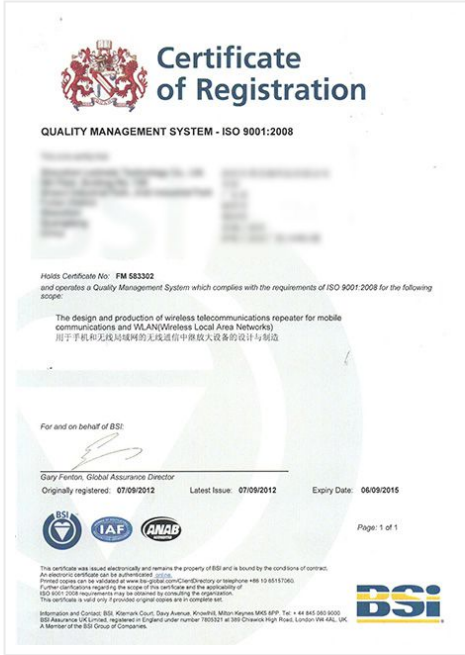 Certificate
of Registration
QUALITY MANAGEMENT SYSTEM - ISO 9001:2008
Holds Certificate No: FM 583302
and operates a Quality Management System which complies with the requirements of ISO 9001:2008 for the following
scope:
The design and production of wireless telecommunications repeater for mobile
communications and WLAN(Wireless Local Area Networks)
用于手机和无线局域网的无线通信中继放大设备的设计与制造
For and on behalf of BSI:
Gary Fenton, Global Assurance Director
Originally registered: 07/09/2012 Latest Issue: 07/09/2012 Expiry Date: 06/09/2015
BSI
IAF
ANAB
Page: 1 of 1
This certificate was issued electronically and remains the property of BSI and is bound by the conditions of contract.
An electronic certificate can be authenticated online.
Printed copies can be validated at www.bsi-global.com/ClientDirectory or telephone +86 10 65157060.
Further clarifications regarding the scope of this certificate and the applicability of
ISO 9001:2008 requirements may be obtained by consulting the organization.
This certificate is valid only if provided original copies are in complete set.
Information and Contact: BSI, Kitemark Court, Davy Avenue, Knowlhill, Milton Keynes MK5 8PP. Tel: + 44 845 080 9000
BSI Assurance UK Limited, registered in England under number 7805321 at 389 Chiswick High Road, London W4 4AL, UK.
A Member of the BSI Group of Companies.
BSi